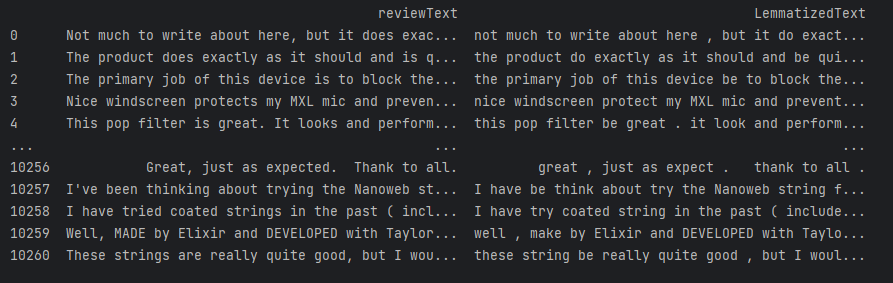 reviewText LemmatizedText
0 Not much to write about here, but it does exac... not much to write about here , but it do exact...
1 The product does exactly as it should and is q... the product do exactly as it should and be qui...
2 The primary job of this device is to block the... the primary job of this device be to block the...
3 Nice windscreen protects my MXL mic and preven... nice windscreen protect my MXL mic and prevent...
4 This pop filter is great. It looks and perform... this pop filter be great . it look and perform...
... ... ...
10256 Great, just as expected.  Thank to all. great , just as expect .   thank to all .
10257 I've been thinking about trying the Nanoweb st... I have be think about try the Nanoweb string f...
10258 I have tried coated strings in the past ( incl... I have try coated string in the past ( include...
10259 Well, MADE by Elixir and DEVELOPED with Taylor... well , make by Elixir and DEVELOPED with Taylo...
10260 These strings are really quite good, but I wou... these string be really quite good , but I woul...